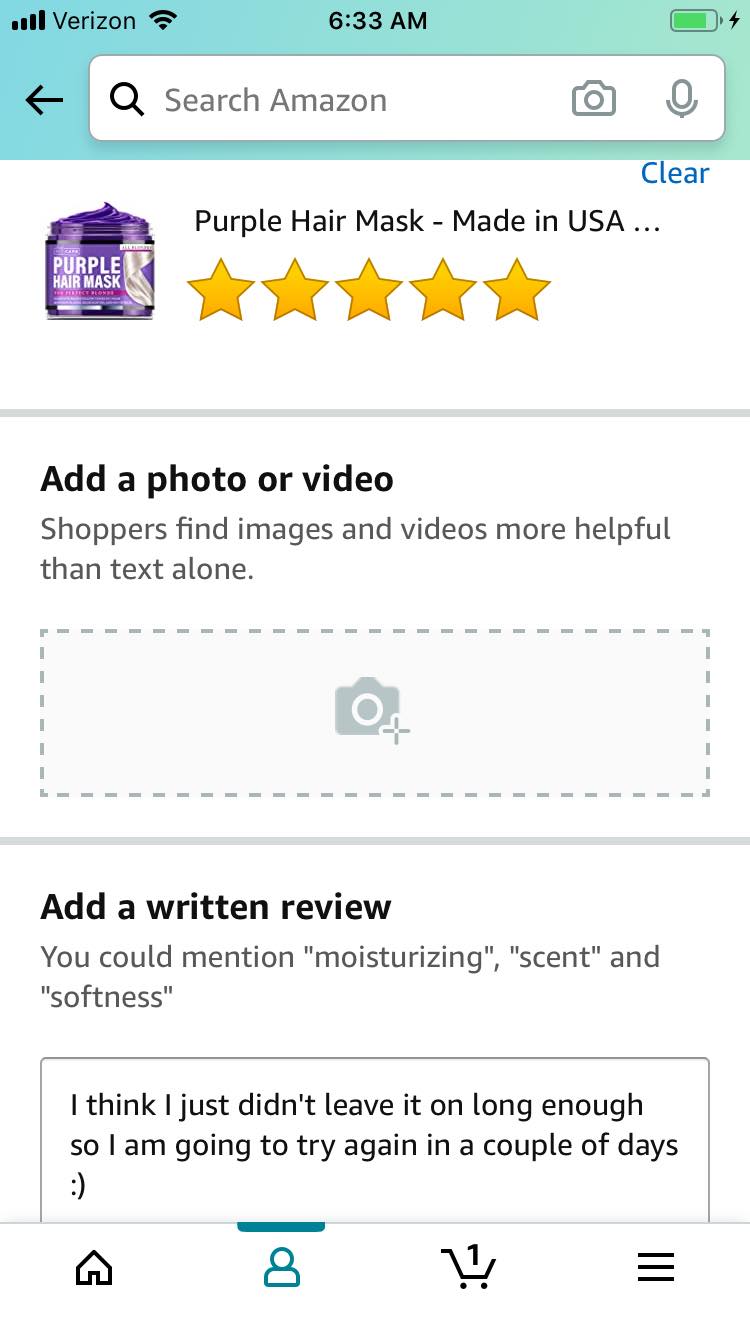 Verizon 6:33 AM
Search Amazon
Clear
Purple Hair Mask - Made in USA ...
PURPLE
HAIR MASK
Add a photo or video
Shoppers find images and videos more helpful
than text alone.
Add a written review
You could mention "moisturizing", "scent" and
"softness"
I think I just didn't leave it on long enough
so I am going to try again in a couple of days
:)
1